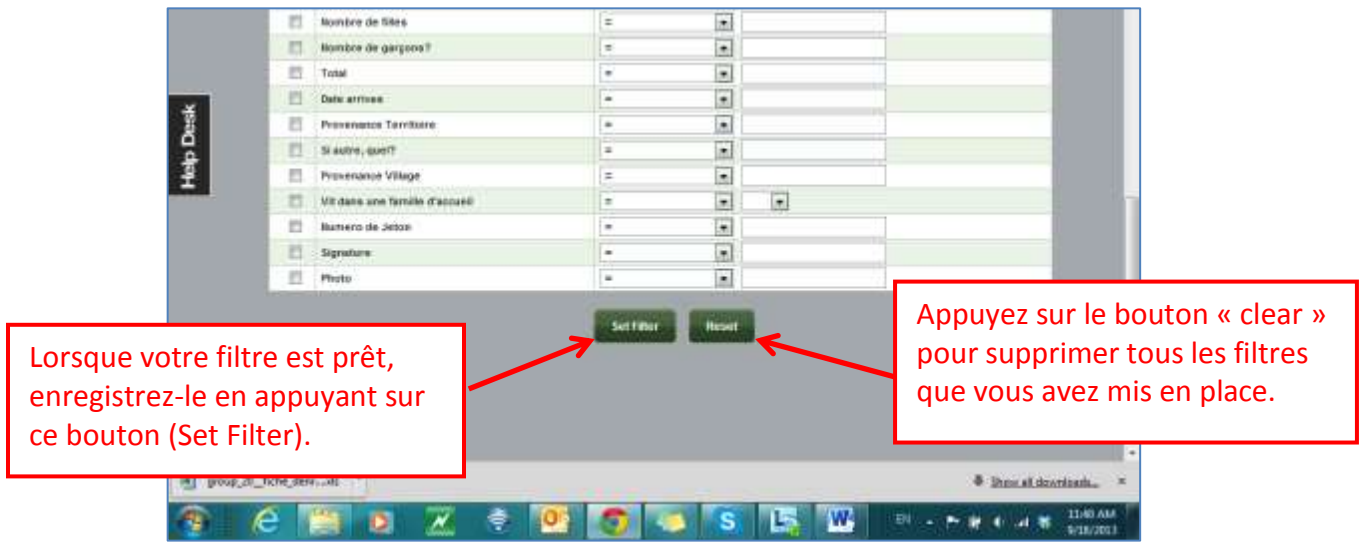 Nombre de filles =
Nombre de garçons? =
Total =
Date arrivee =
Provenance Territoire =
Si autre, quel? =
Provenance Village =
Vit dans une famille d'accueil =
Numero de Jeton =
Signature =
Photo =
Help Desk
Set Filter Reset
Lorsque votre filtre est prêt,
enregistrez-le en appuyant sur
ce bouton (Set Filter).
Appuyez sur le bouton « clear »
pour supprimer tous les filtres
que vous avez mis en place.
Show all downloads...
EN
11:40 AM
9/18/2013